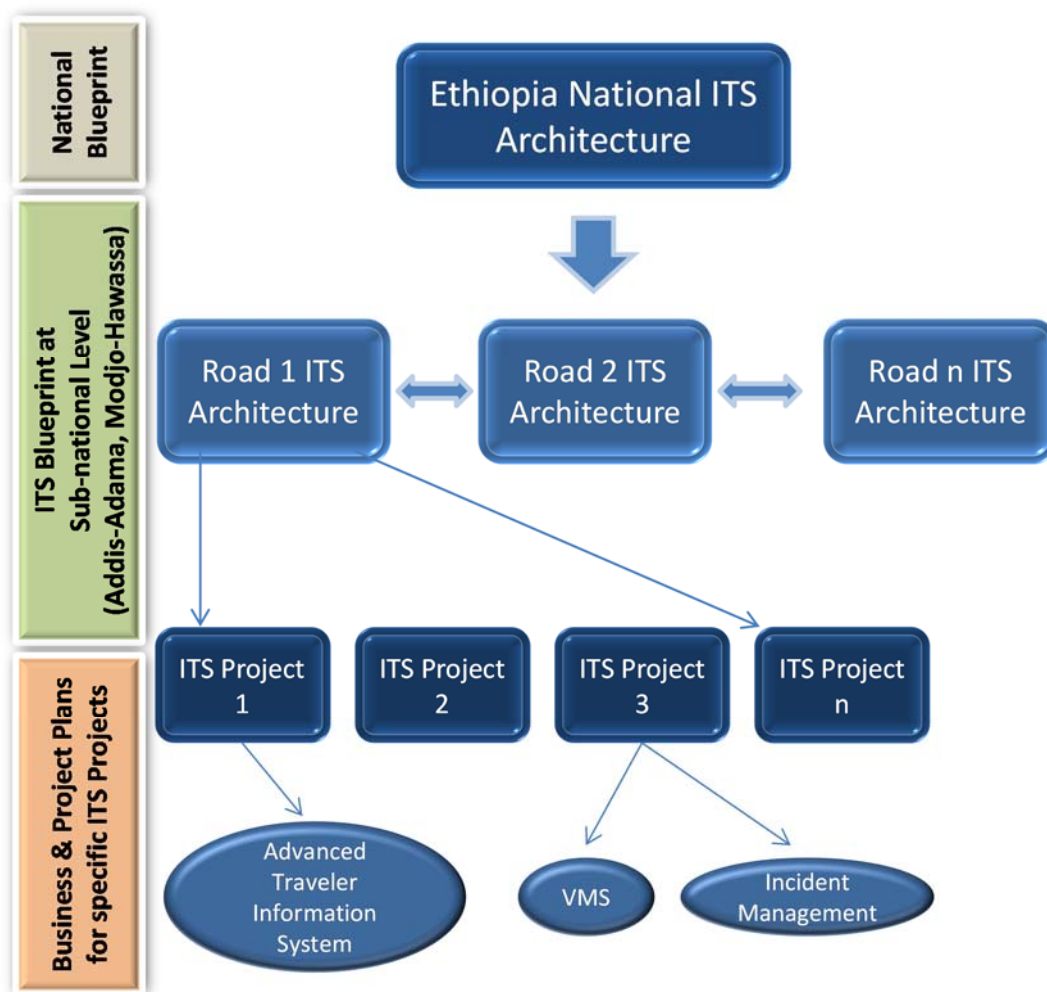 National
Blueprint
Ethiopia National ITS
Architecture
ITS Blueprint at
Sub-national Level
(Addis-Adama, Modjo-Hawassa)
Road 1 ITS
Architecture
Road 2 ITS
Architecture
Road n ITS
Architecture
Business & Project Plans
for specific ITS Projects
ITS Project
1
ITS Project
2
ITS Project
3
ITS Project
n
Advanced
Traveler
Information
System
VMS
Incident
Management